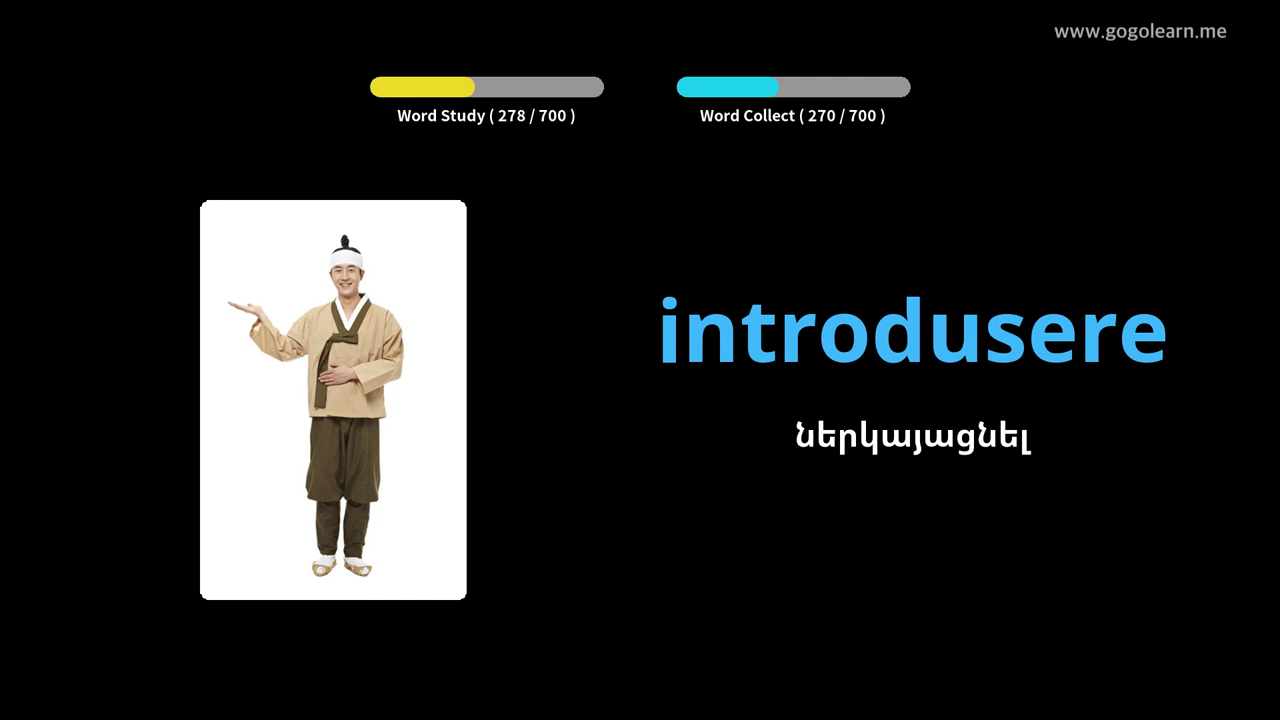 www.gogolearn.me
Word Study ( 278 / 700 )
Word Collect ( 270 / 700 )
introdusere
ներկայացնել